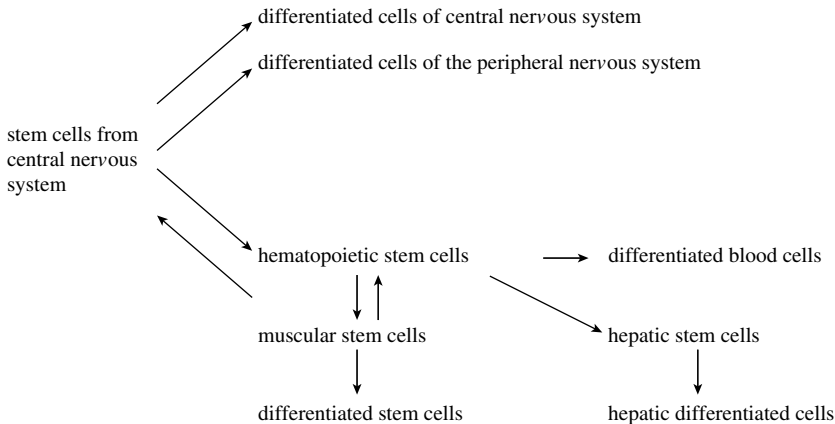 differentiated cells of central nervous system
differentiated cells of the peripheral nervous system
stem cells from
central nervous
system
hematopoietic stem cells
differentiated blood cells
muscular stem cells
hepatic stem cells
differentiated stem cells
hepatic differentiated cells